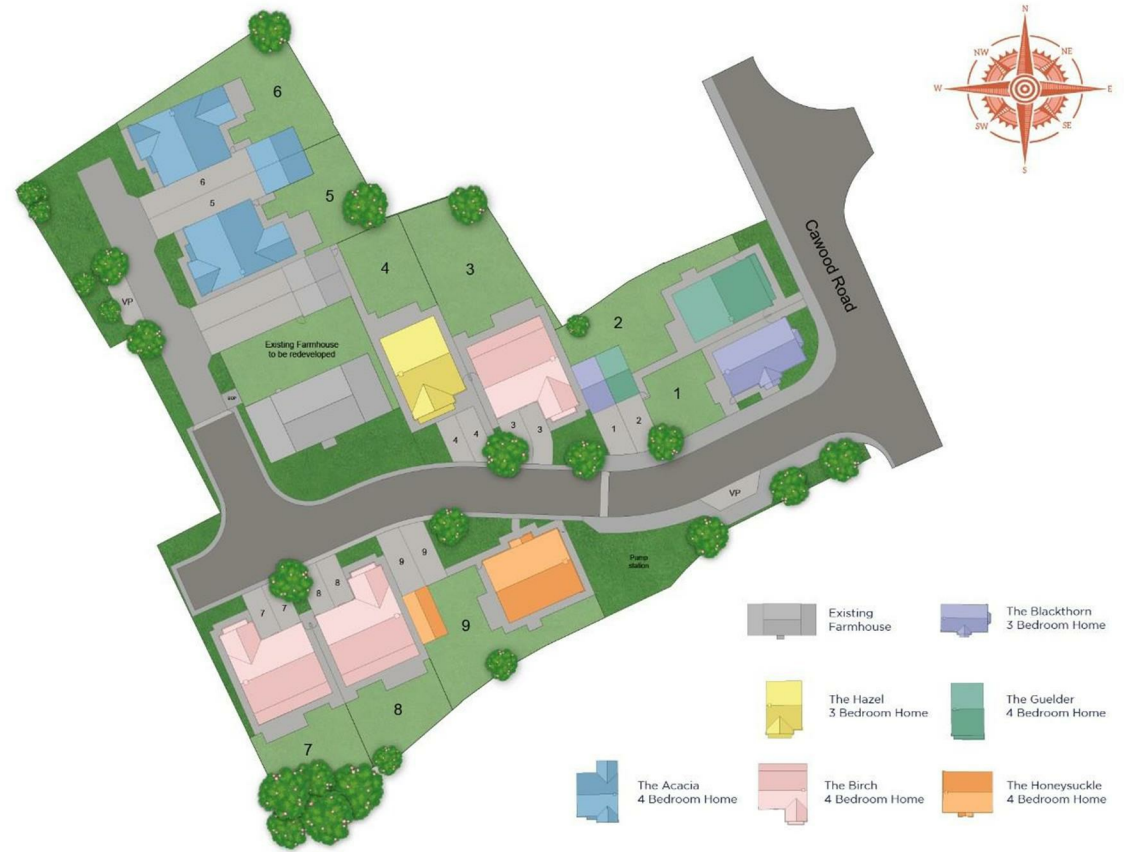 N
NW
NE
W
E
SW
SE
S
Cawood Road
6
6
5
5
4
3
2
1
VP
Existing Farmhouse
to be redeveloped
BCP
4
4
3
3
1
2
VP
Pump
station
9
9
8
8
7
7
9
8
7
Existing
Farmhouse
The Blackthorn
3 Bedroom Home
The Hazel
3 Bedroom Home
The Guelder
4 Bedroom Home
The Acacia
4 Bedroom Home
The Birch
4 Bedroom Home
The Honeysuckle
4 Bedroom Home